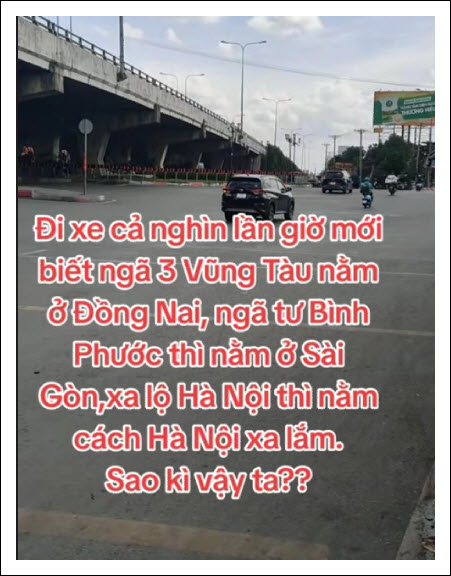 Đi xe cả nghìn lần giờ mới
biết ngã 3 Vũng Tàu nằm
ở Đồng Nai, ngã tư Bình
Phước thì nằm ở Sài
Gòn,xa lộ Hà Nội thì nằm
cách Hà Nội xa lắm.
Sao kì vậy ta??